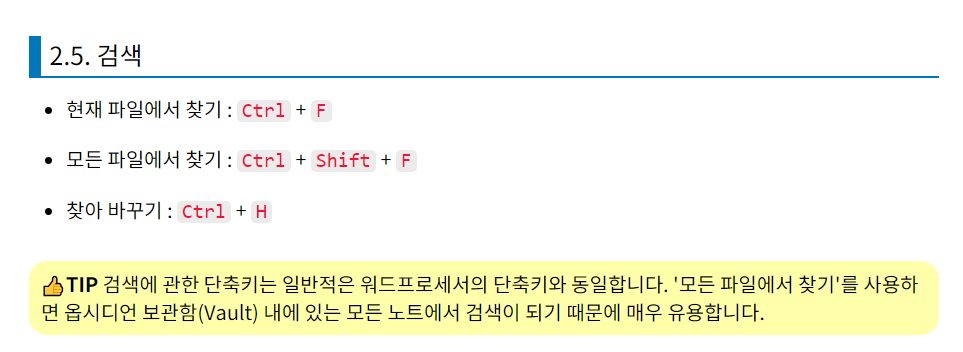 2.5. 검색
현재 파일에서 찾기 : Ctrl + F
모든 파일에서 찾기 : Ctrl + Shift + F
찾아 바꾸기 : Ctrl + H
👍TIP 검색에 관한 단축키는 일반적은 워드프로세서의 단축키와 동일합니다. '모든 파일에서 찾기'를 사용하
면 옵시디언 보관함(Vault) 내에 있는 모든 노트에서 검색이 되기 때문에 매우 유용합니다.